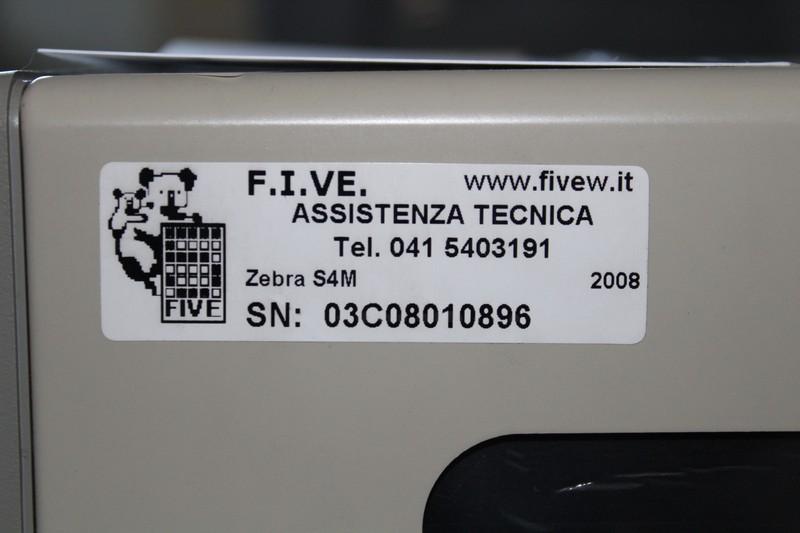 F.I.VE. www.fivew.it
ASSISTENZA TECNICA
Tel. 041 5403191
Zebra S4M 2008
SN: 03C08010896
FIVE